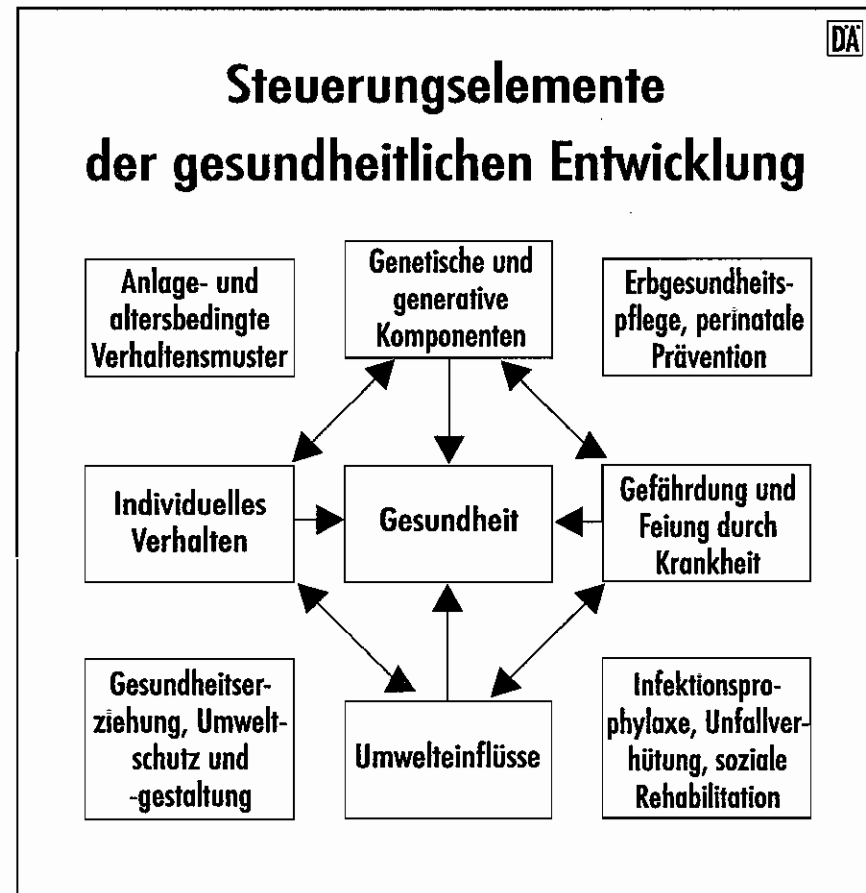 DÄ
Steuerungselemente
der gesundheitlichen Entwicklung
Anlage- und
altersbedingte
Verhaltensmuster
Genetische und
generative
Komponenten
Erbgesundheits-
pflege, perinatale
Prävention
Individuelles
Verhalten
Gesundheit
Gefährdung und
Feiung durch
Krankheit
Gesundheitser-
ziehung, Umwelt-
schutz und
-gestaltung
Umwelteinflüsse
Infektionspro-
phylaxe, Unfallver-
hütung, soziale
Rehabilitation